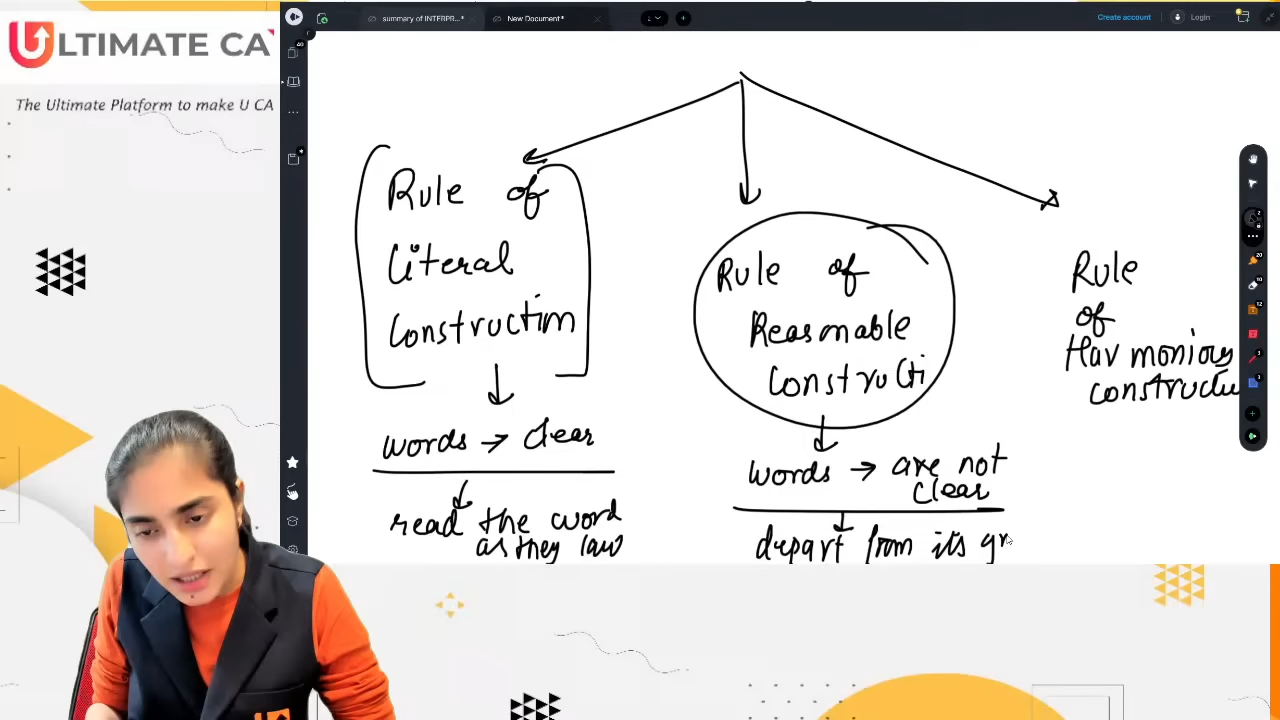 ULTIMATE CA
The Ultimate Platform to make U CA
summary of INTERPR...*
New Document*
Create account
Login
Rule of
Literal
Construction
words → clear
read the word
as they law
Rule of
Reasonable
Constructi
words → are not
clear
depart from its gr
Rule
of
Harmonious
constructi